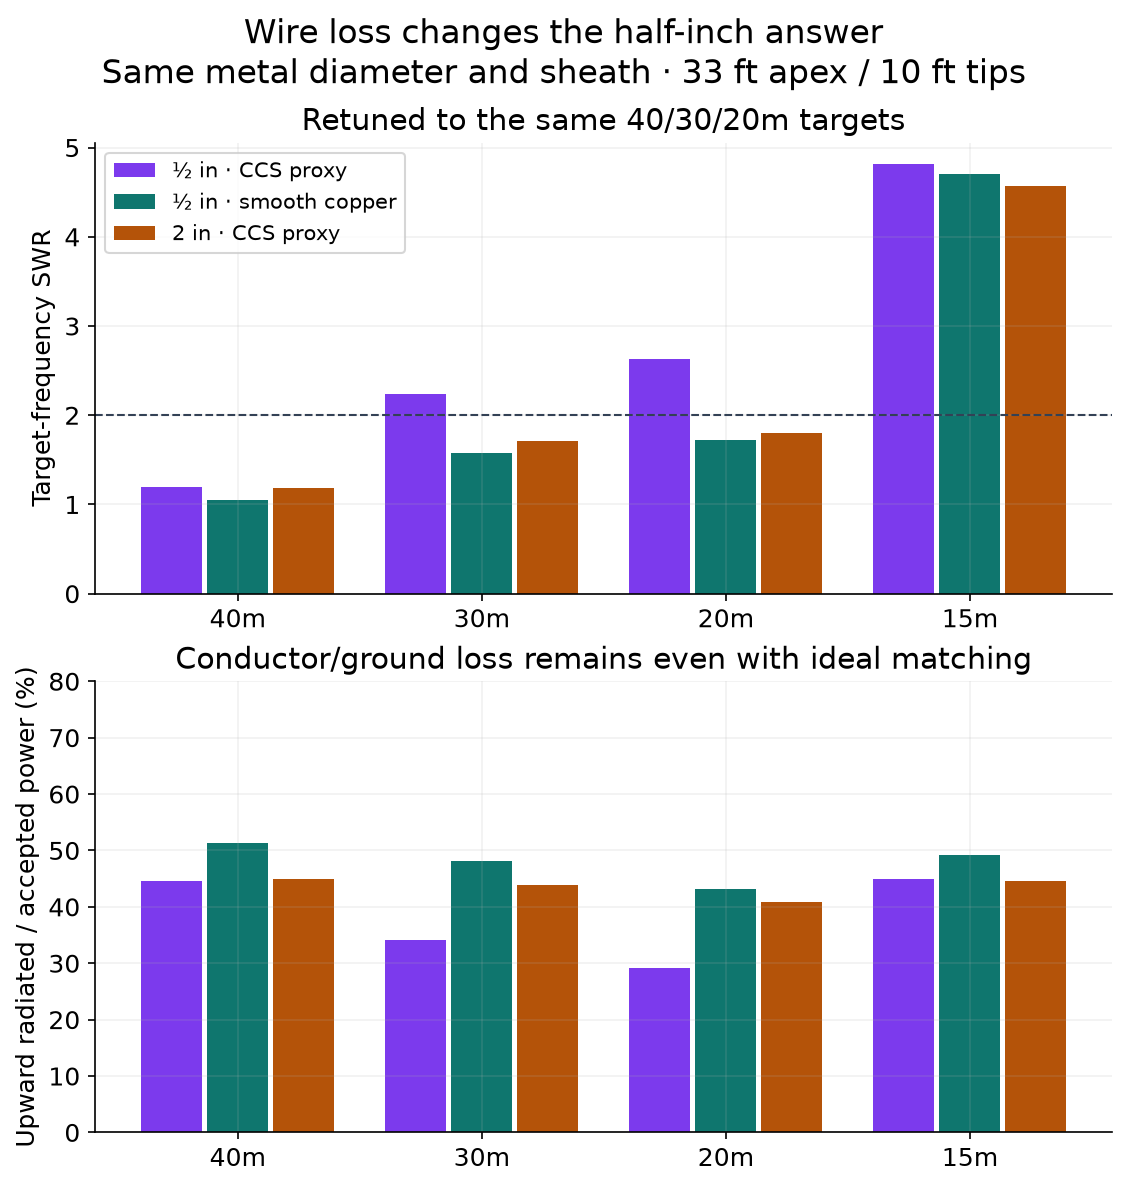 Wire loss changes the half-inch answer
Same metal diameter and sheath · 33 ft apex / 10 ft tips
Retuned to the same 40/30/20m targets
Target-frequency SWR
5
4
3
2
1
0
½ in · CCS proxy
½ in · smooth copper
2 in · CCS proxy
40m
30m
20m
15m
Conductor/ground loss remains even with ideal matching
Upward radiated / accepted power (%)
80
70
60
50
40
30
20
10
0
40m
30m
20m
15m